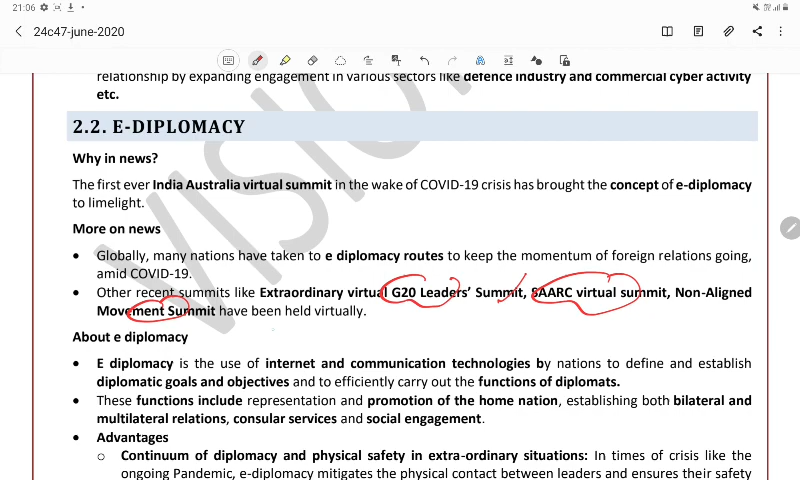 21:06
24c47-june-2020
relationship by expanding engagement in various sectors like defence industry and commercial cyber activity
etc.
2.2. E-DIPLOMACY
Why in news?
The first ever India Australia virtual summit in the wake of COVID-19 crisis has brought the concept of e-diplomacy
to limelight.
More on news
• Globally, many nations have taken to e diplomacy routes to keep the momentum of foreign relations going,
amid COVID-19.
• Other recent summits like Extraordinary virtual G20 Leaders' Summit, SAARC virtual summit, Non-Aligned
Movement Summit have been held virtually.
About e diplomacy
• E diplomacy is the use of internet and communication technologies by nations to define and establish
diplomatic goals and objectives and to efficiently carry out the functions of diplomats.
• These functions include representation and promotion of the home nation, establishing both bilateral and
multilateral relations, consular services and social engagement.
• Advantages
o Continuum of diplomacy and physical safety in extra-ordinary situations: In times of crisis like the
ongoing Pandemic, e-diplomacy mitigates the physical contact between leaders and ensures their safety
VISIO